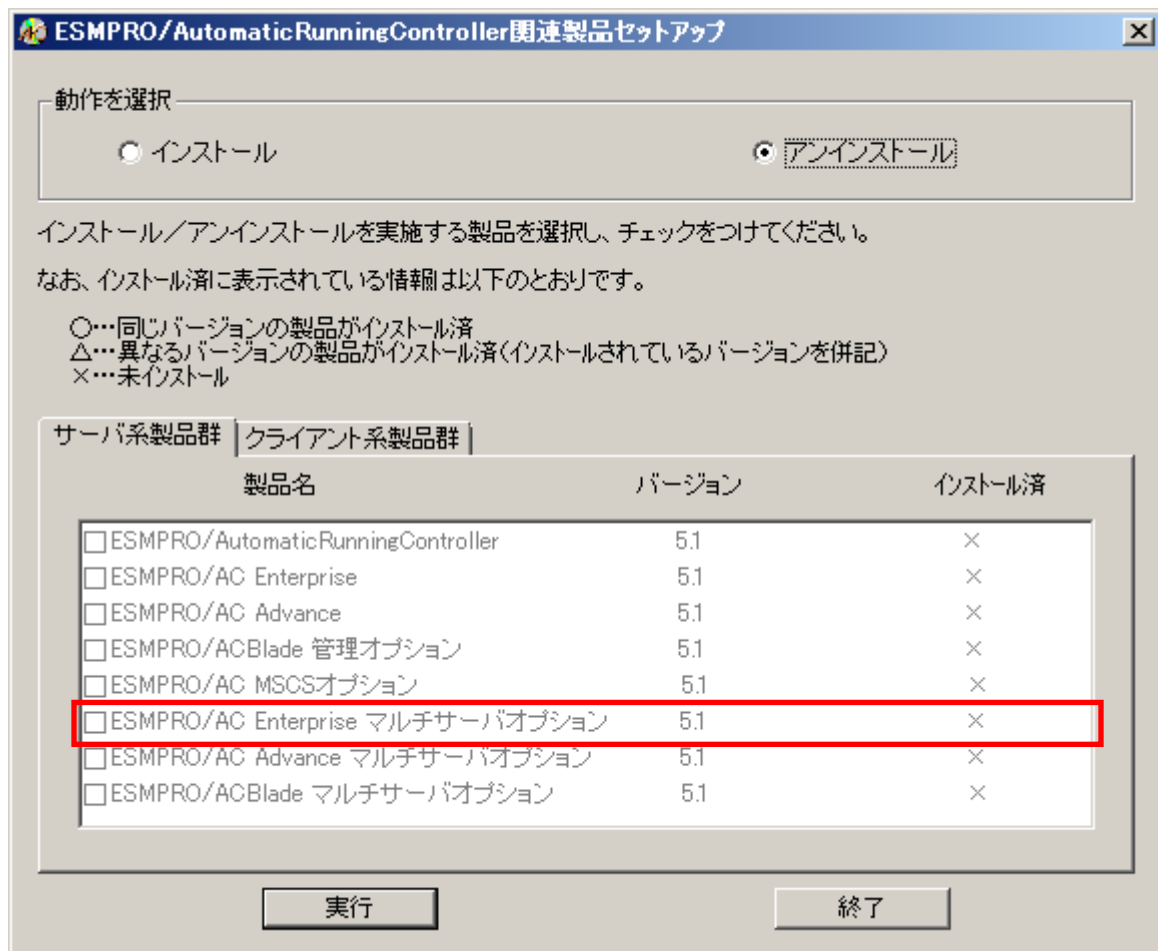 ESMPRO/AutomaticRunningController関連製品セットアップ
動作を選択
インストール
アンインストール
インストール／アンインストールを実施する製品を選択し、チェックをつけてください。
なお、インストール済に表示されている情報は以下のとおりです。
○…同じバージョンの製品がインストール済
△…異なるバージョンの製品がインストール済(インストールされているバージョンを併記)
×…未インストール
サーバ系製品群 クライアント系製品群
製品名 バージョン インストール済
ESMPRO/AutomaticRunningController 5.1 ×
ESMPRO/AC Enterprise 5.1 ×
ESMPRO/AC Advance 5.1 ×
ESMPRO/ACBlade 管理オプション 5.1 ×
ESMPRO/AC MSCSオプション 5.1 ×
ESMPRO/AC Enterprise マルチサーバオプション 5.1 ×
ESMPRO/AC Advance マルチサーバオプション 5.1 ×
ESMPRO/ACBlade マルチサーバオプション 5.1 ×
実行 終了